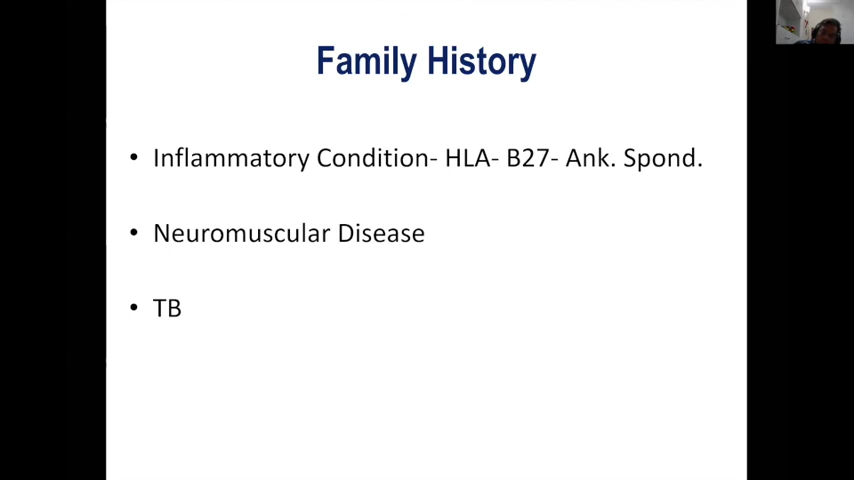 Family History
• Inflammatory Condition- HLA- B27- Ank. Spond.
• Neuromuscular Disease
• TB